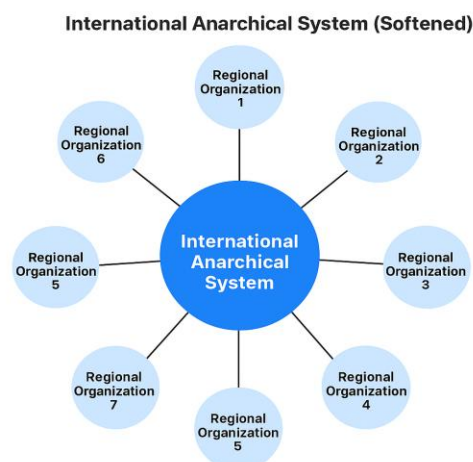 International Anarchical System (Softened)
Regional
Organization
1
Regional
Organization
6
Regional
Organization
2
International
Anarchical
System
Regional
Organization
5
Regional
Organization
3
Regional
Organization
7
Regional
Organization
4
Regional
Organization
5